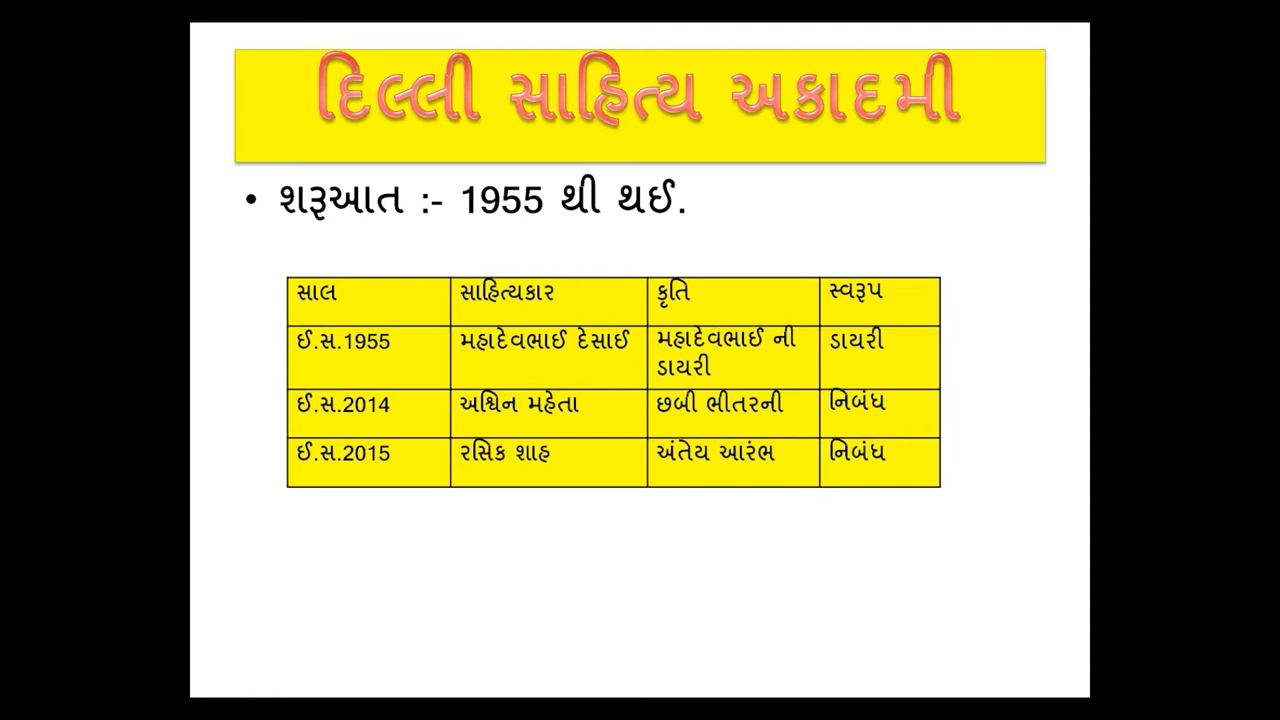 દિલ્લી સાહિત્ય અકાદમી
• શરૂઆત :- 1955 થી થઈ.
સાલ સાહિત્યકાર કૃતિ સ્વરૂપ
ઈ.સ.1955 મહાદેવભાઈ દેસાઈ મહાદેવભાઈ ની ડાયરી ડાયરી
ઈ.સ.2014 અશ્વિન મહેતા છબી ભીતરની નિબંધ
ઈ.સ.2015 રસિક શાહ અંતેય આરંભ નિબંધ